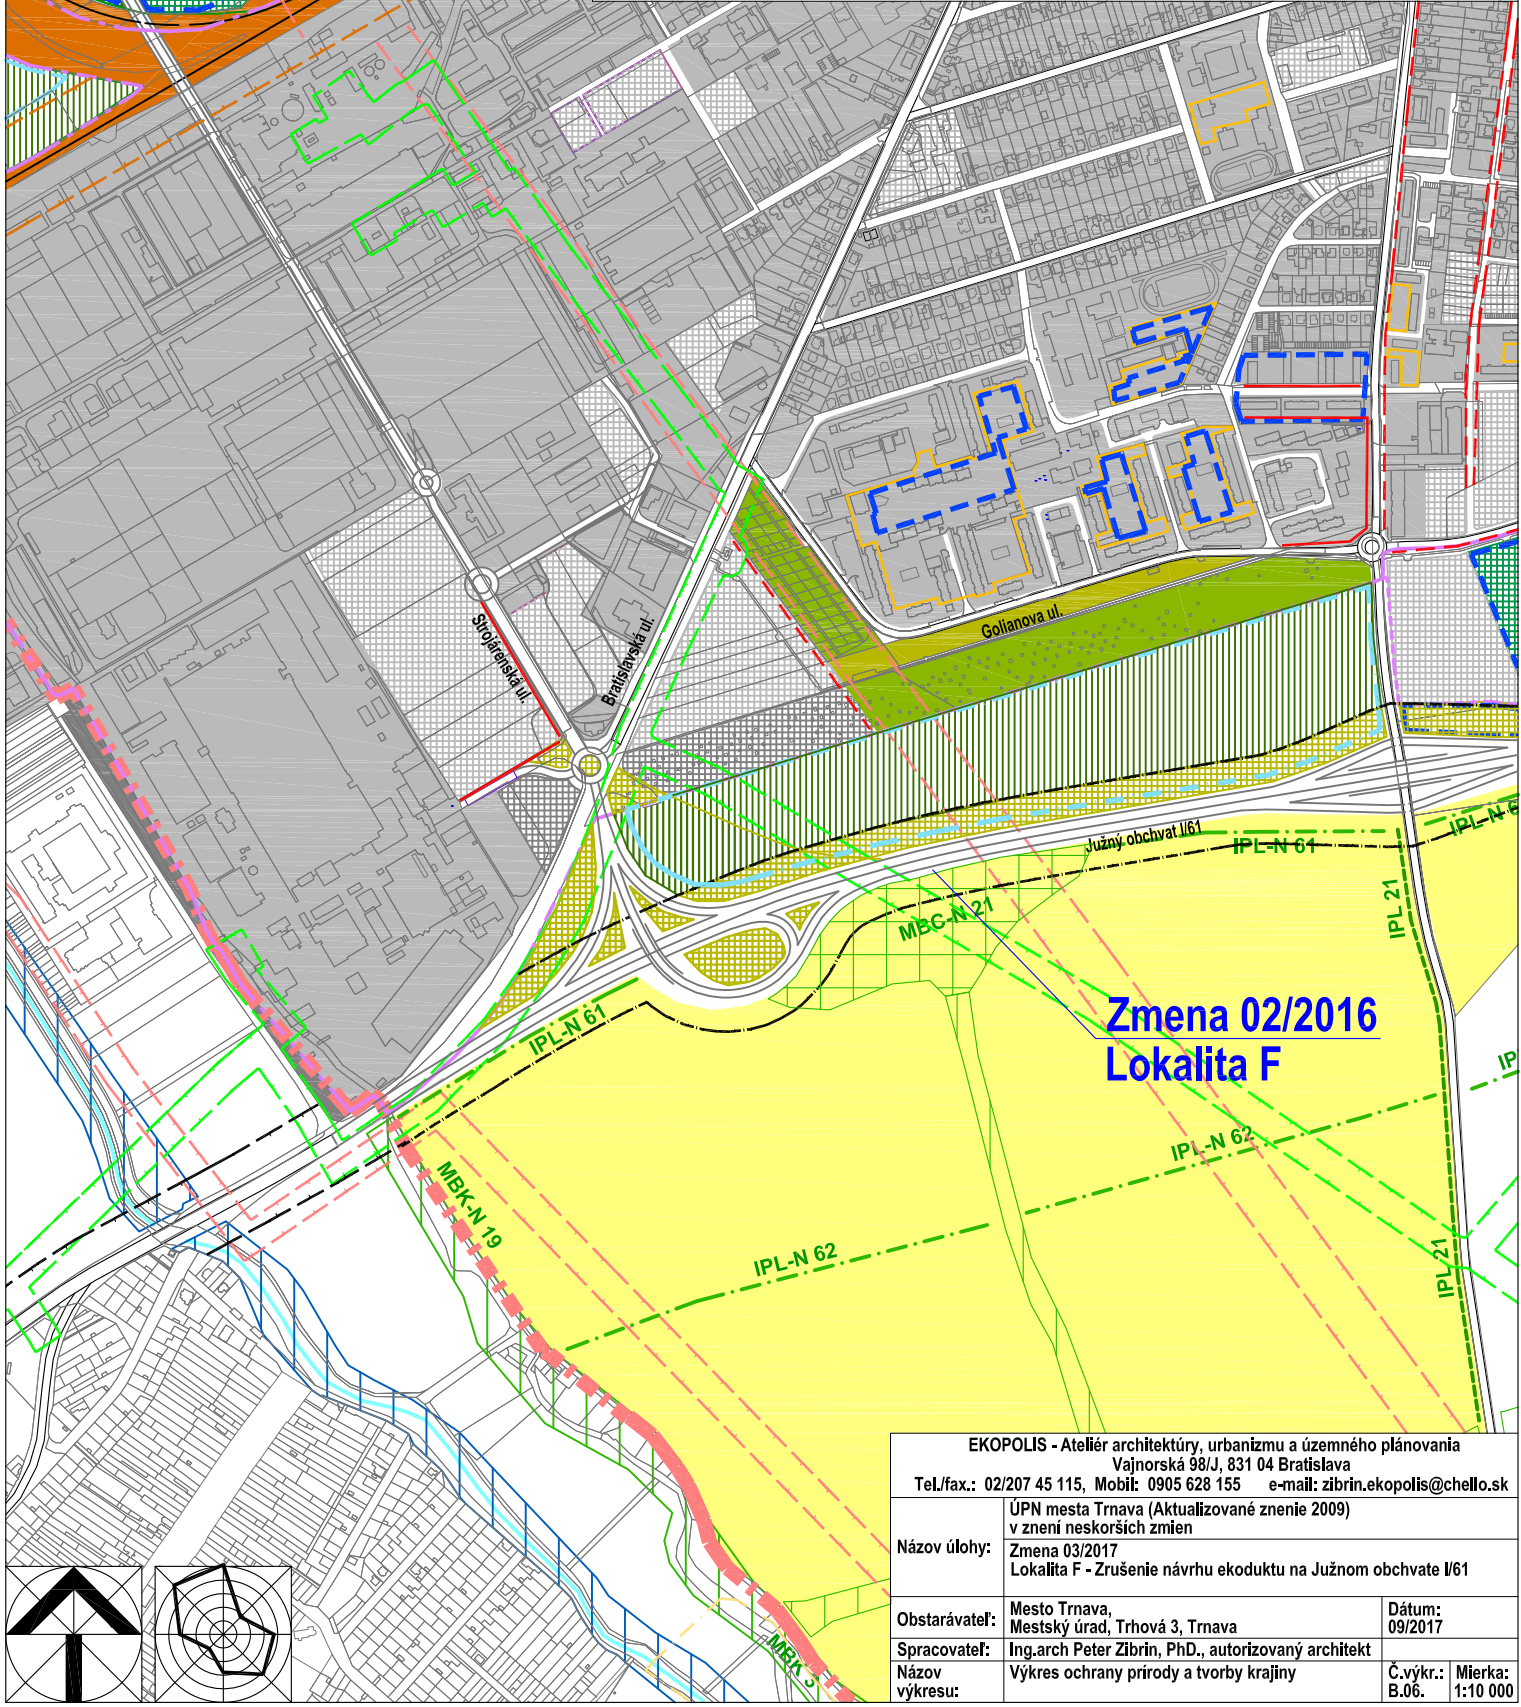 Strojárenská ul.
Bratislavská ul.
Golianova ul.
Južný obchvat I/61
IPL-N 61
IPL-N 6
IPL 21
MBC-N 21
Zmena 02/2016
Lokalita F
IPL-N 61
IP
IPL-N 62
MBK-N 19
IPL-N 62
IPL 21
MBK 3
EKOPOLIS - Ateliér architektúry, urbanizmu a územného plánovania
Vajnorská 98/J, 831 04 Bratislava
Tel./fax.: 02/207 45 115, Mobil: 0905 628 155 e-mail: zibrin.ekopolis@chello.sk
Názov úlohy:
ÚPN mesta Trnava (Aktualizované znenie 2009)
v znení neskorších zmien
Zmena 03/2017
Lokalita F - Zrušenie návrhu ekoduktu na Južnom obchvate I/61
Obstarávateľ:
Mesto Trnava,
Mestský úrad, Trhová 3, Trnava
Dátum:
09/2017
Spracovateľ:
Ing.arch Peter Zibrin, PhD., autorizovaný architekt
Názov
výkresu:
Výkres ochrany prírody a tvorby krajiny
Č.výkr.:
B.06.
Mierka:
1:10 000